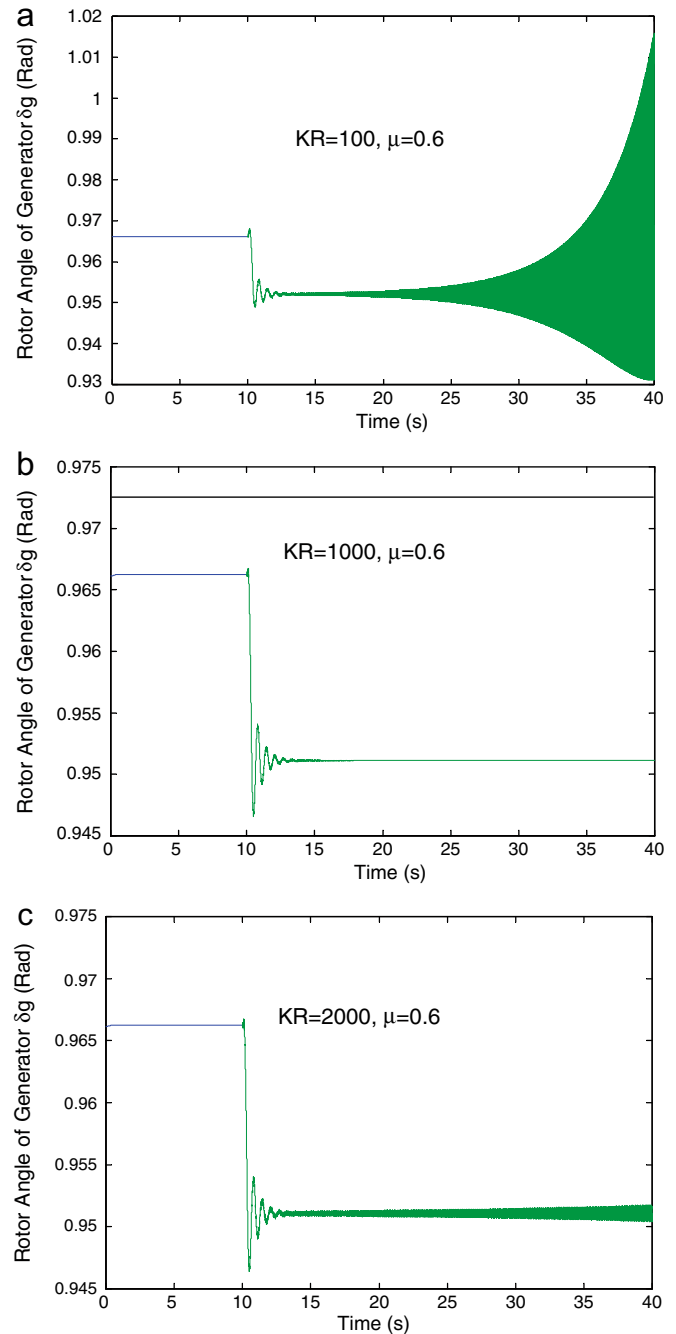 a
1.02
1.01
1
0.99
0.98
0.97
0.96
0.95
0.94
0.93
Rotor Angle of Generator δg (Rad)
KR=100, μ=0.6
0 5 10 15 20 25 30 35 40
Time (s)
b
0.975
0.97
0.965
0.96
0.955
0.95
0.945
Rotor Angle of Generator δg (Rad)
KR=1000, μ=0.6
0 5 10 15 20 25 30 35 40
Time (s)
c
0.975
0.97
0.965
0.96
0.955
0.95
0.945
Rotor Angle of Generator δg (Rad)
KR=2000, μ=0.6
0 5 10 15 20 25 30 35 40
Time (s)